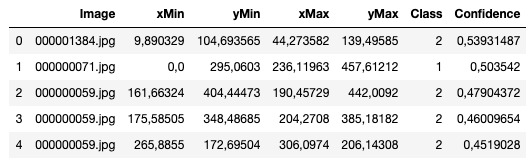 Image xMin yMin xMax yMax Class Confidence
0 000001384.jpg 9,890329 104,693565 44,273582 139,49585 2 0,53931487
1 000000071.jpg 0,0 295,0603 236,11963 457,61212 1 0,503542
2 000000059.jpg 161,66324 404,44473 190,45729 442,0092 2 0,47904372
3 000000059.jpg 175,58505 348,48685 204,2708 385,18182 2 0,46009654
4 000000059.jpg 265,8855 172,69504 306,0974 206,14308 2 0,4519028